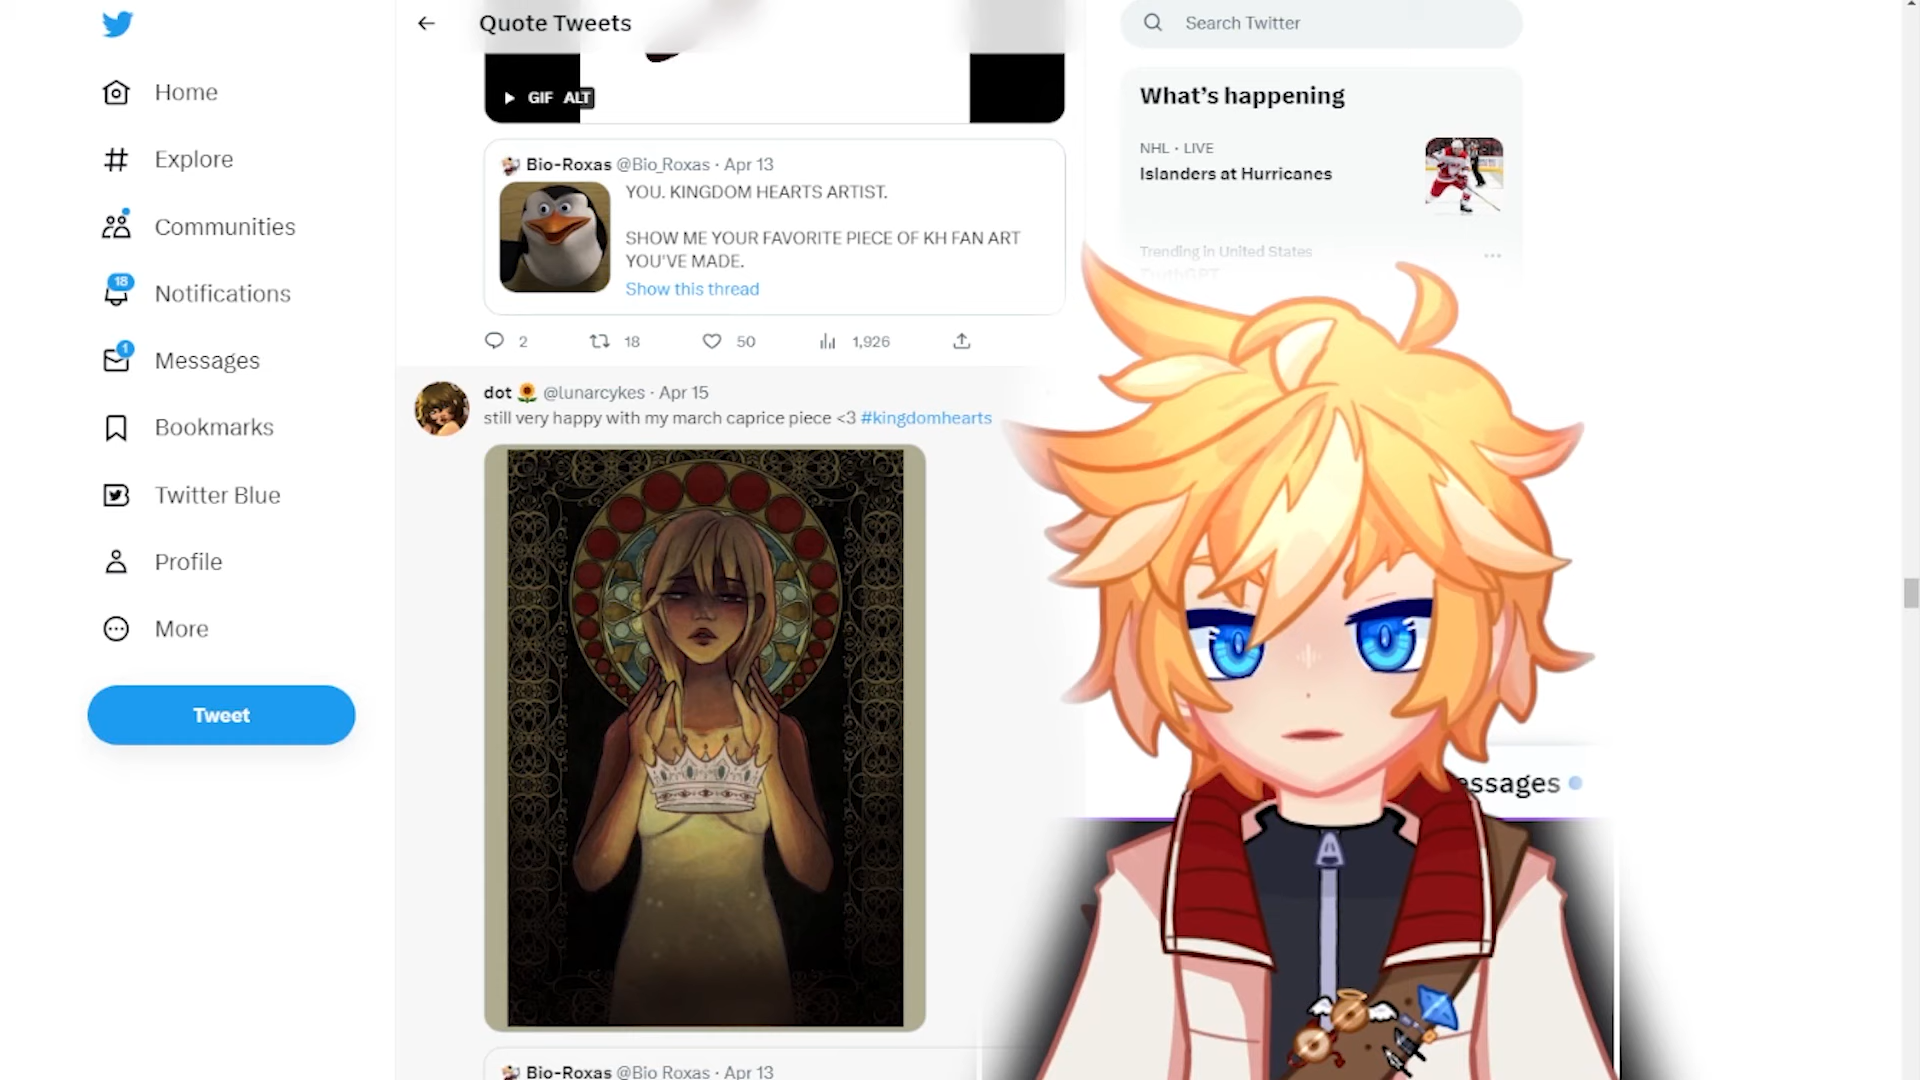 Quote Tweets
Search Twitter
Home
Explore
Communities
18
Notifications
1
Messages
Bookmarks
Twitter Blue
Profile
More
Tweet
GIF ALT
Bio-Roxas @Bio_Roxas · Apr 13
YOU. KINGDOM HEARTS ARTIST.
SHOW ME YOUR FAVORITE PIECE OF KH FAN ART
YOU'VE MADE.
Show this thread
2 18 50 1,926
dot @lunarcykes · Apr 15
still very happy with my march caprice piece <3 #kingdomhearts
Bio-Roxas @Bio_Roxas · Apr 13
What's happening
NHL · LIVE
Islanders at Hurricanes
Trending in United States
TruthGPT
essages